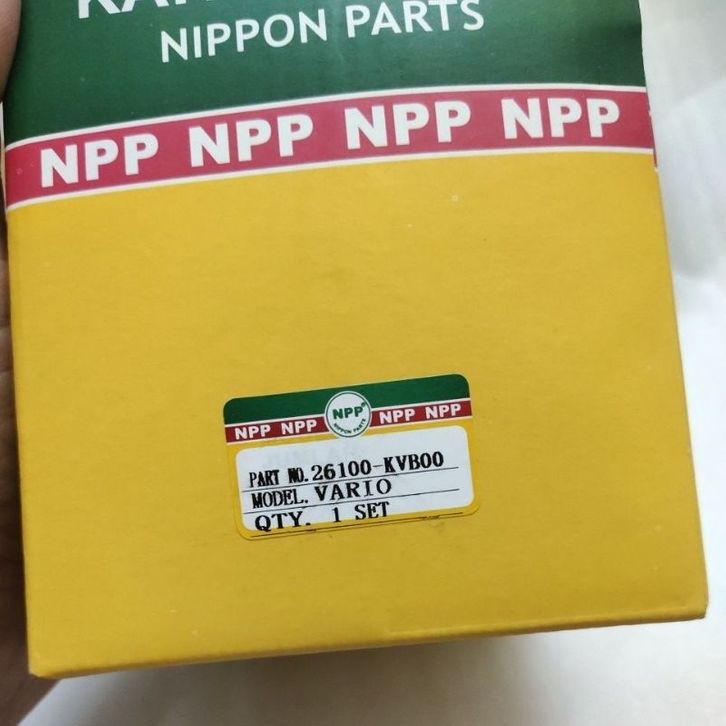 NIPPON PARTS
NPP NPP NPP NPP
NPP NPP NPP® NPP NPP
NIPPON PARTS
PART NO. 26100-KVB00
MODEL. VARIO
QTY. 1 SET